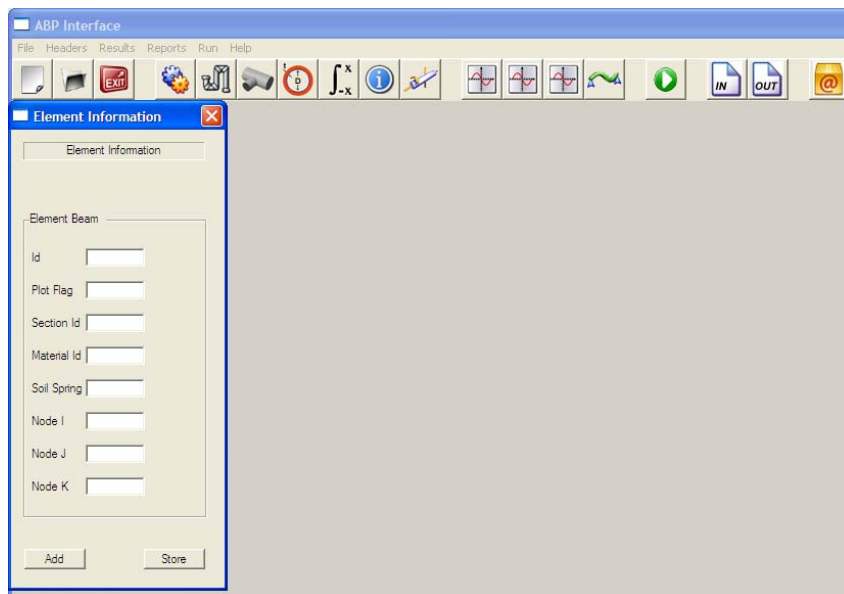 ABP Interface
File Headers Results Reports Run Help
EXIT
t
D
x
-x
i
IN
OUT
@
Element Information
Element Information
Element Beam
Id
Plot Flag
Section Id
Material Id
Soil Spring
Node I
Node J
Node K
Add
Store